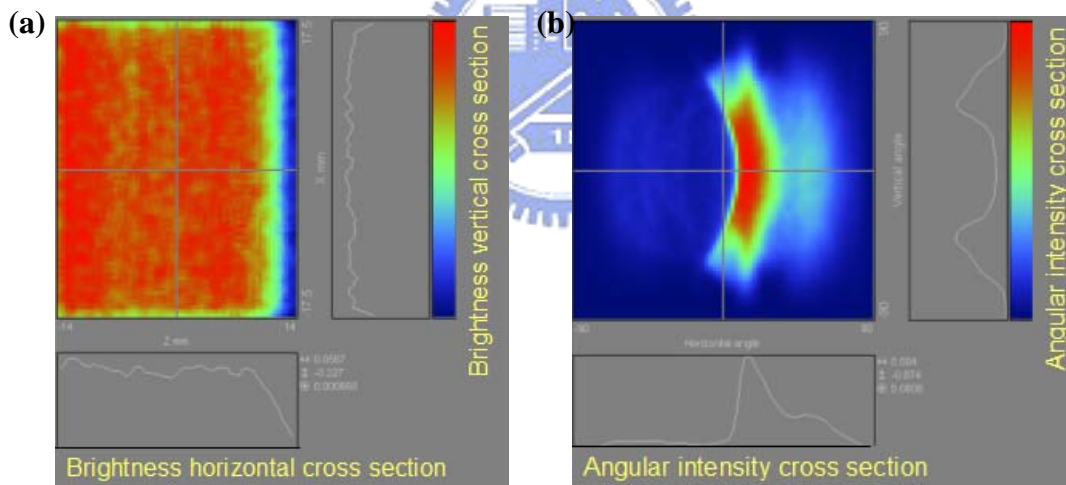 (a)
17.5
X mm
-17.5
-14
14
Z mm
Brightness vertical cross section
Brightness horizontal cross section
(b)
90
Vertical angle
-90
-90
90
Horizontal angle
Angular intensity cross section
Angular intensity cross section